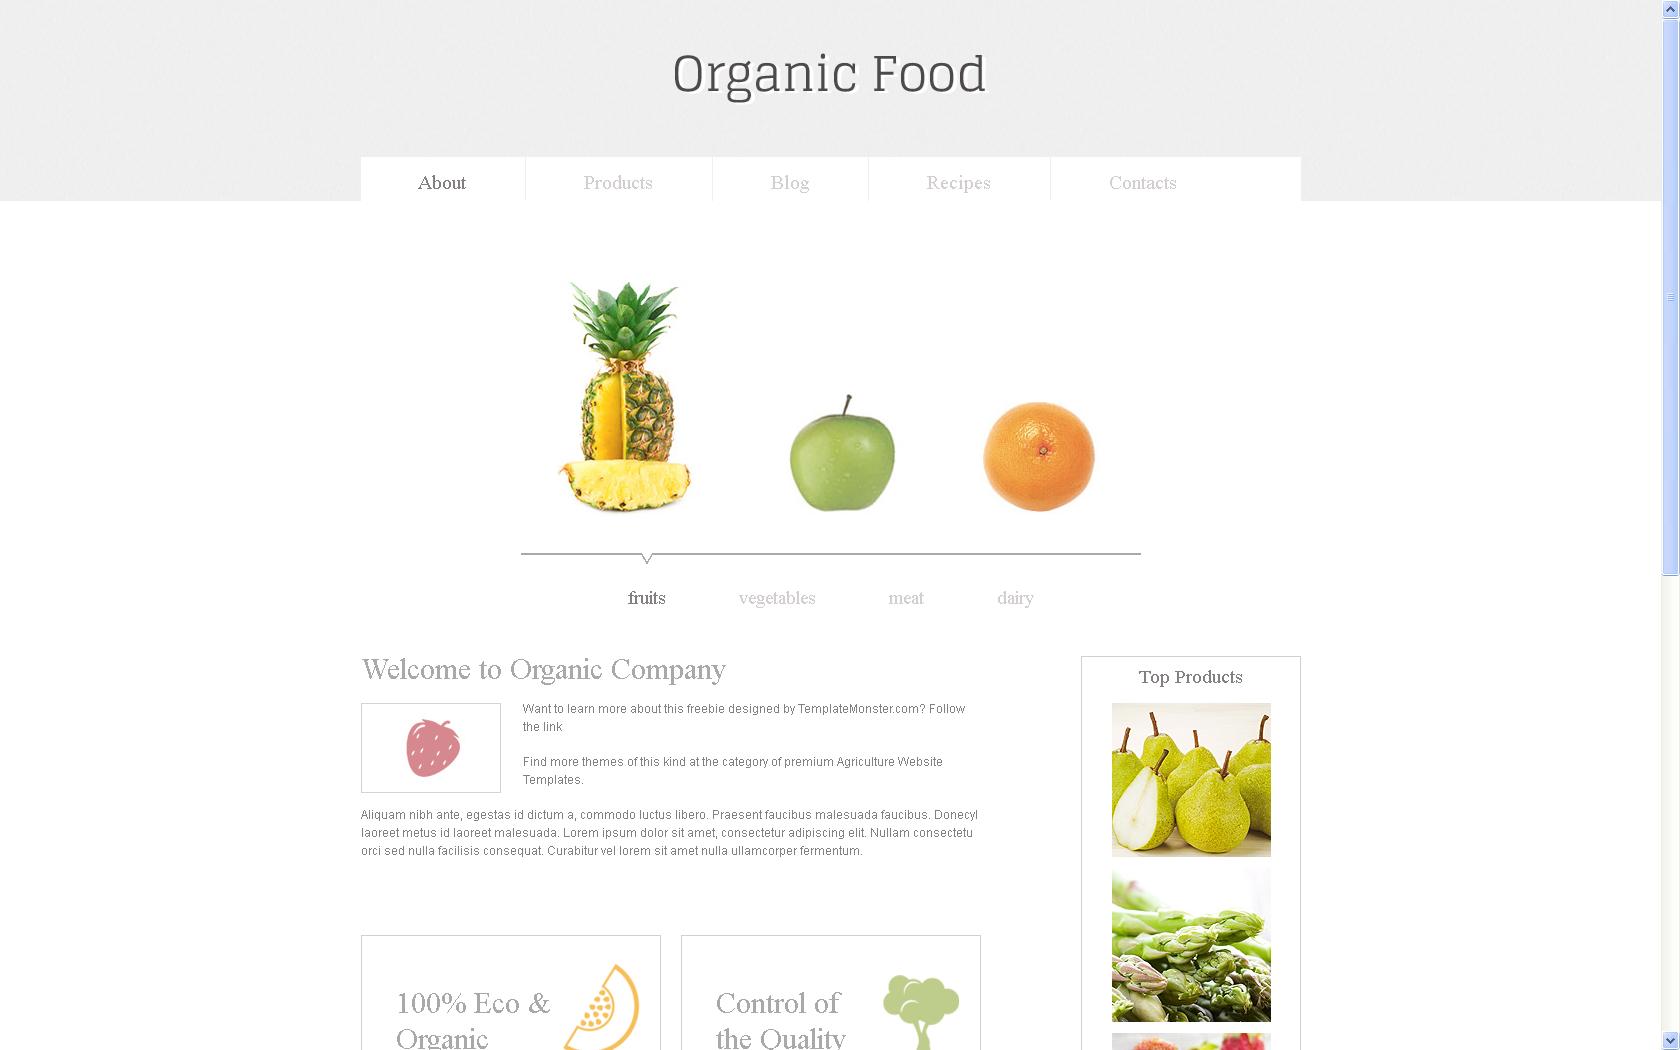 Organic Food
About
Products
Blog
Recipes
Contacts
fruits
vegetables
meat
dairy
Welcome to Organic Company
Want to learn more about this freebie designed by TemplateMonster.com? Follow
the link
Find more themes of this kind at the category of premium Agriculture Website
Templates.
Aliquam nibh ante, egestas id dictum a, commodo luctus libero. Praesent faucibus malesuada faucibus. Donecyl
laoreet metus id laoreet malesuada. Lorem ipsum dolor sit amet, consectetur adipiscing elit. Nullam consectetu
orci sed nulla facilisis consequat. Curabitur vel lorem sit amet nulla ullamcorper fermentum.
Top Products
100% Eco &
Organic
Control of
the Quality